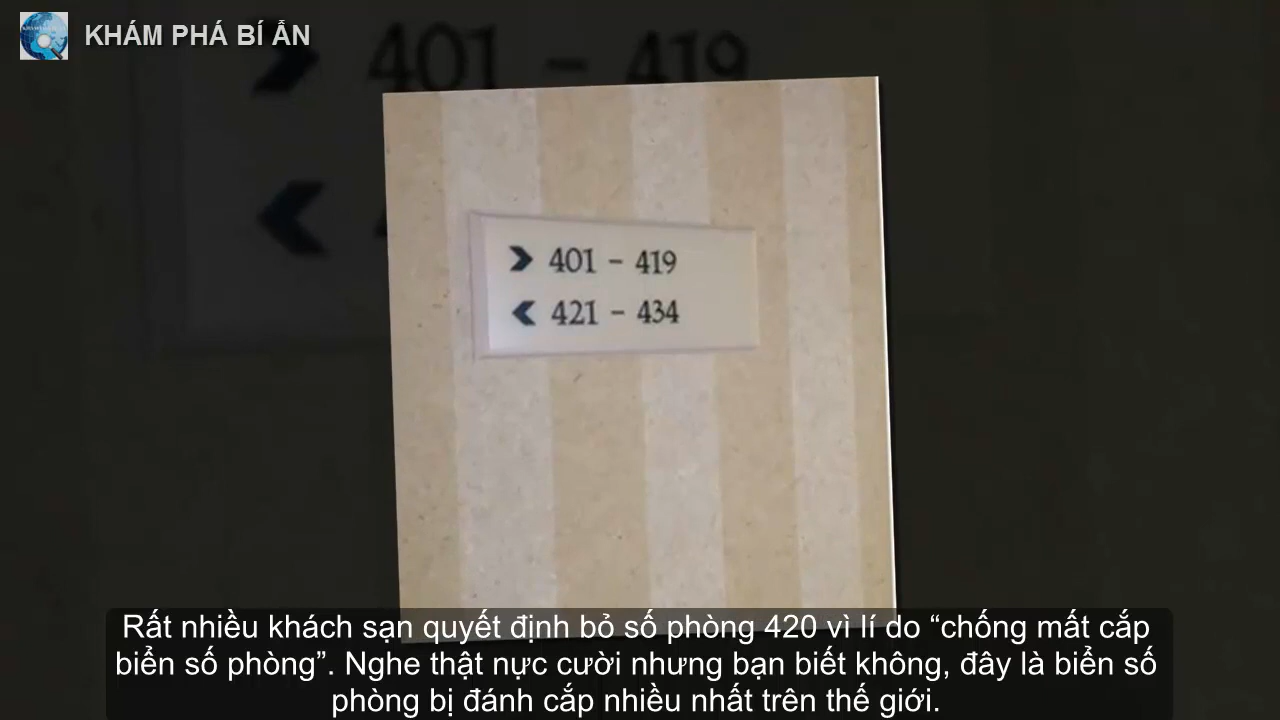 KHÁM PHÁ BÍ ẨN
401 - 419
401 - 419
421 - 434
Rất nhiều khách sạn quyết định bỏ số phòng 420 vì lí do “chống mất cắp
biển số phòng”. Nghe thật nực cười nhưng bạn biết không, đây là biển số
phòng bị đánh cắp nhiều nhất trên thế giới.